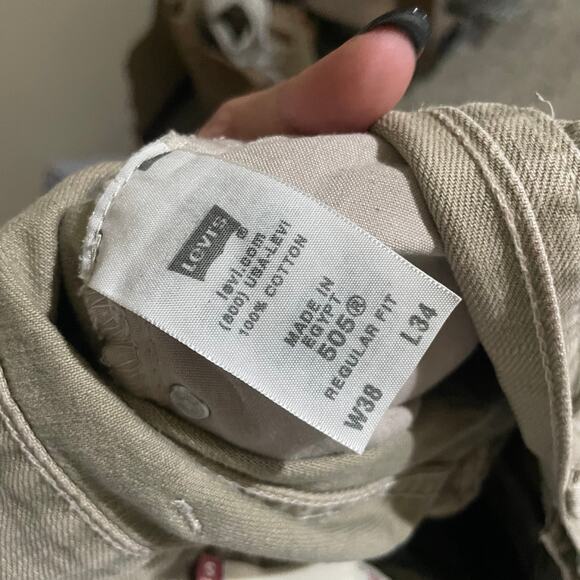 LEVI'S®
levi.com
(800) USA-LEVI
100% COTTON
MADE IN
EGYPT
505®
REGULAR FIT
W38 L34